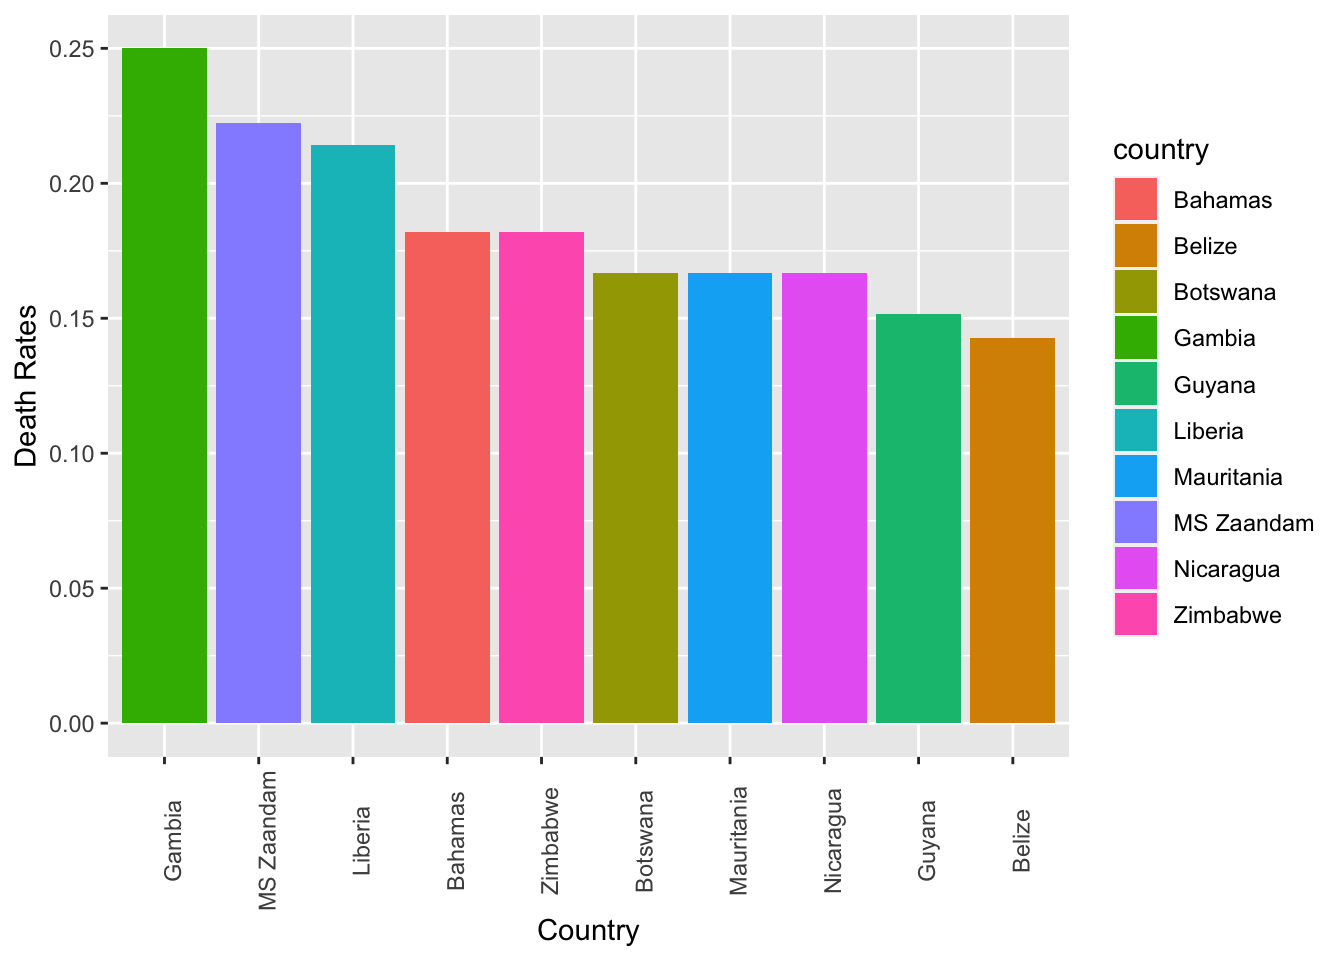 0.25
0.20
0.15
0.10
0.05
0.00
Death Rates
Gambia
MS Zaandam
Liberia
Bahamas
Zimbabwe
Botswana
Mauritania
Nicaragua
Guyana
Belize
Country
country
Bahamas
Belize
Botswana
Gambia
Guyana
Liberia
Mauritania
MS Zaandam
Nicaragua
Zimbabwe